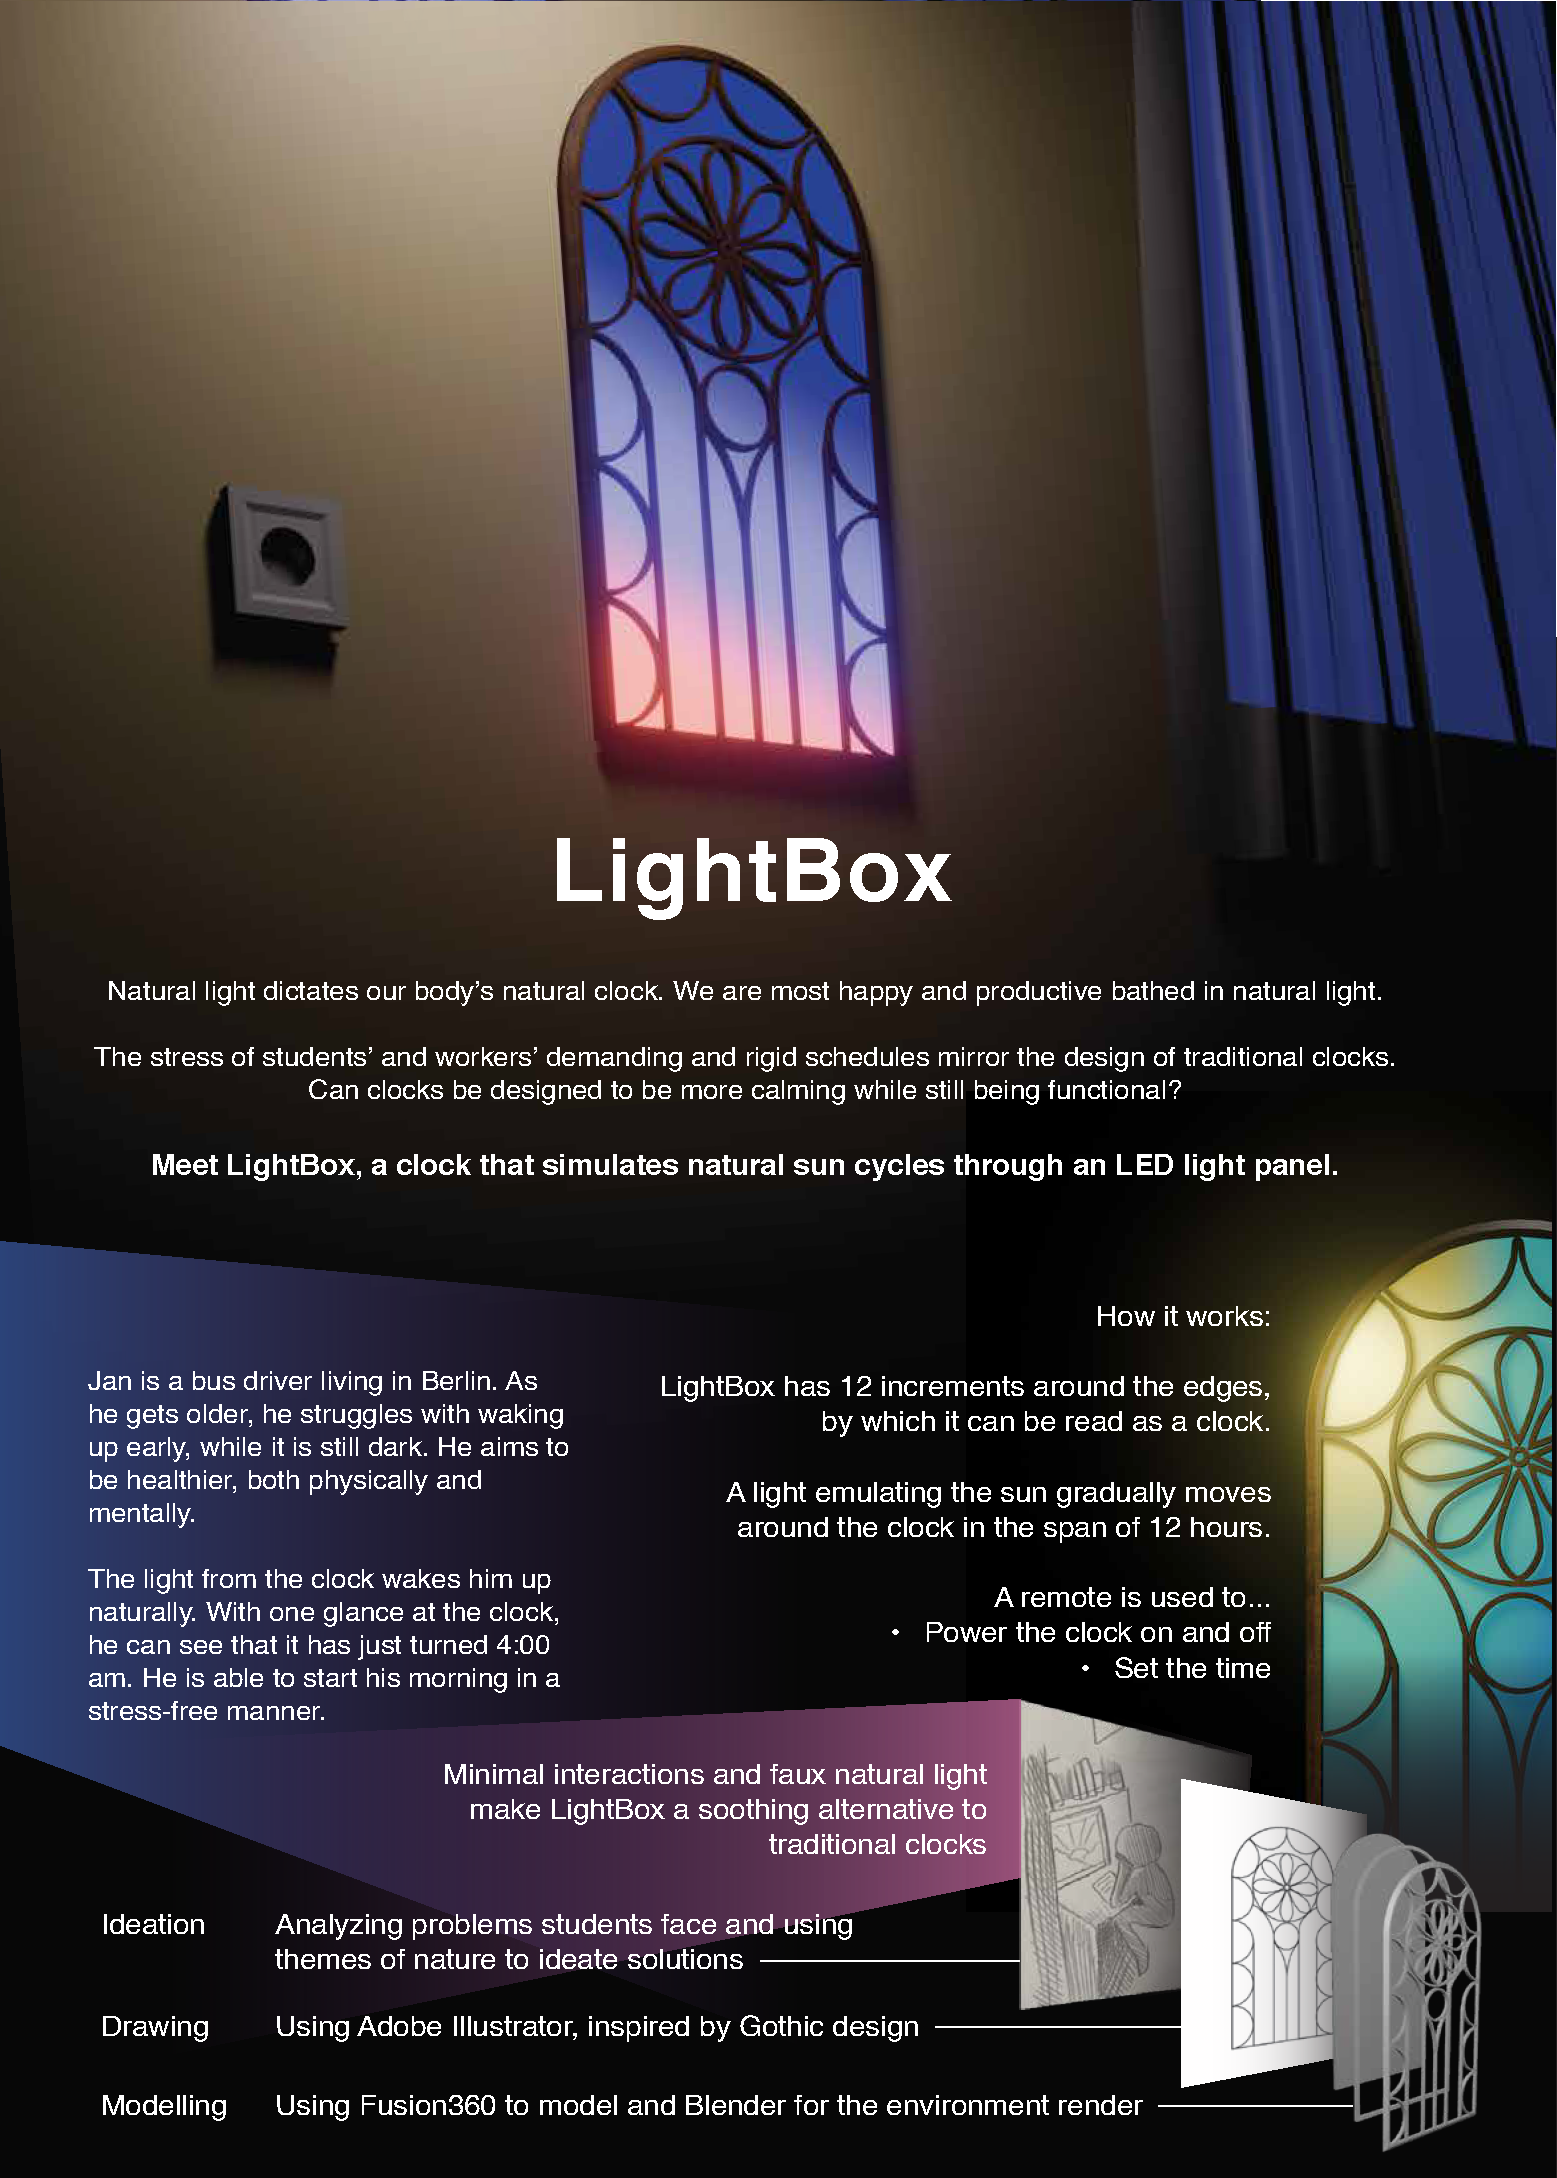 LightBox
Natural light dictates our body's natural clock. We are most happy and productive bathed in natural light.
The stress of students' and workers' demanding and rigid schedules mirror the design of traditional clocks.
Can clocks be designed to be more calming while still being functional?
Meet LightBox, a clock that simulates natural sun cycles through an LED light panel.
Jan is a bus driver living in Berlin. As
he gets older, he struggles with waking
up early, while it is still dark. He aims to
be healthier, both physically and
mentally.
The light from the clock wakes him up
naturally. With one glance at the clock,
he can see that it has just turned 4:00
am. He is able to start his morning in a
stress-free manner.
How it works:
LightBox has 12 increments around the edges,
by which it can be read as a clock.
A light emulating the sun gradually moves
around the clock in the span of 12 hours.
A remote is used to...
• Power the clock on and off
• Set the time
Minimal interactions and faux natural light
make LightBox a soothing alternative to
traditional clocks
Ideation Analyzing problems students face and using
themes of nature to ideate solutions
Drawing Using Adobe Illustrator, inspired by Gothic design
Modelling Using Fusion360 to model and Blender for the environment render